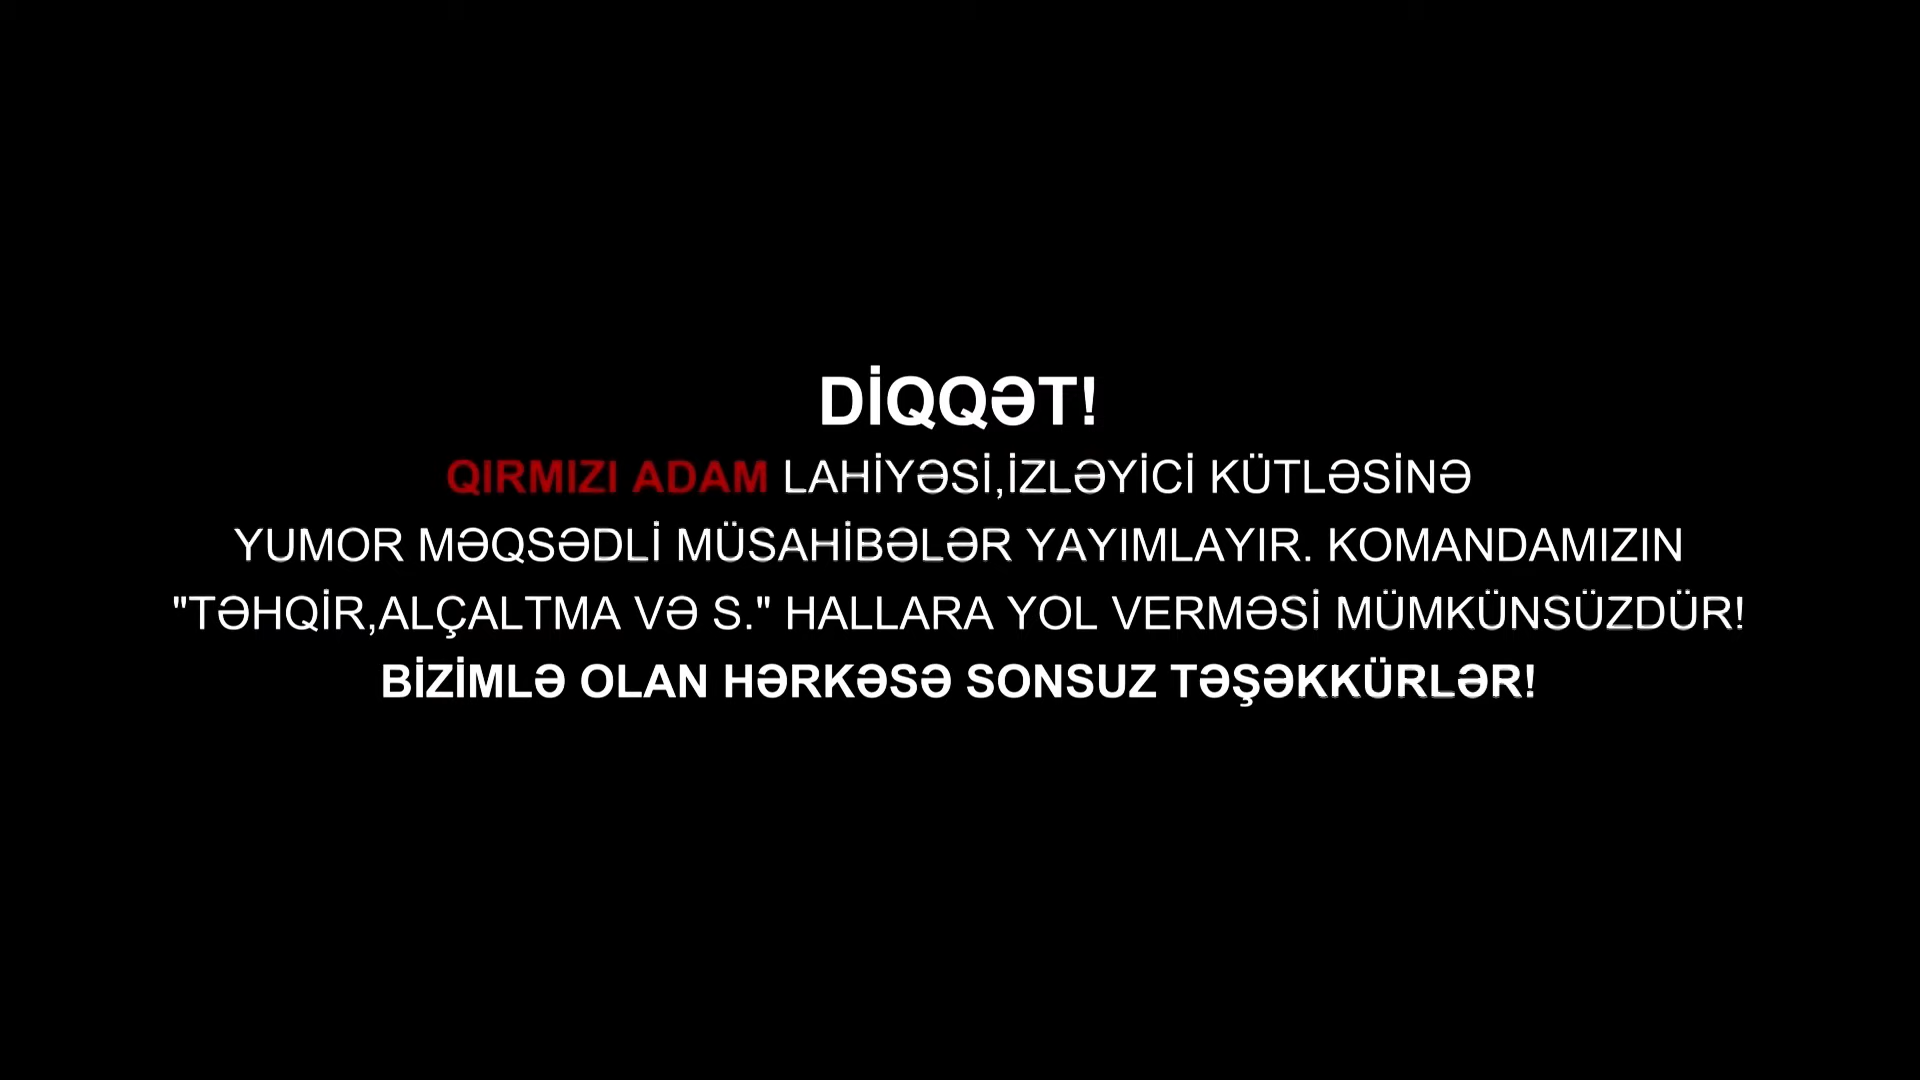 DİQQƏT!
QIRMIZI ADAM LAHİYƏSİ,İZLƏYİCİ KÜTLƏSİNƏ
YUMOR MƏQSƏDLİ MÜSAHİBƏLƏR YAYIMLAYIR. KOMANDAMIZIN
"TƏHQİR,ALÇALTMA VƏ S." HALLARA YOL VERMƏSİ MÜMKÜNSÜZDÜR!
BİZİMLƏ OLAN HƏRKƏSƏ SONSUZ TƏŞƏKKÜRLƏR!